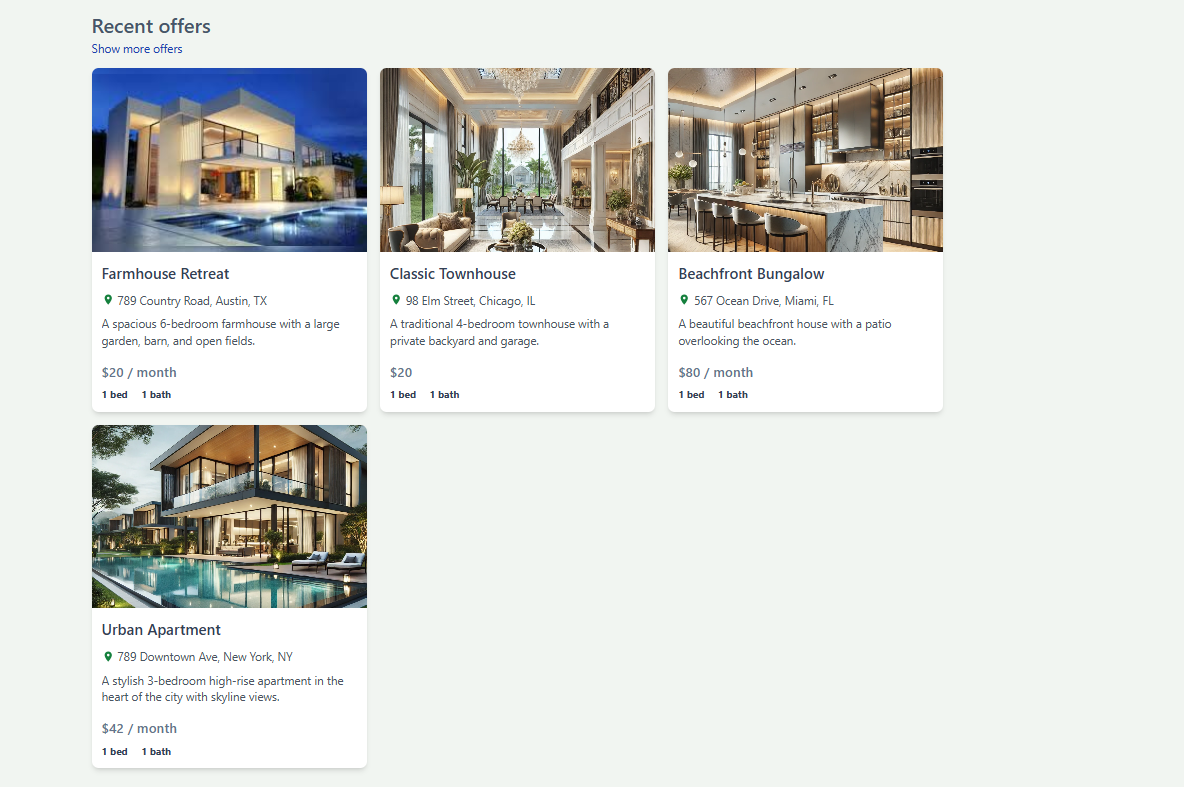 Recent offers
Show more offers
Farmhouse Retreat
789 Country Road, Austin, TX
A spacious 6-bedroom farmhouse with a large
garden, barn, and open fields.
$20 / month
1 bed 1 bath
Classic Townhouse
98 Elm Street, Chicago, IL
A traditional 4-bedroom townhouse with a
private backyard and garage.
$20
1 bed 1 bath
Beachfront Bungalow
567 Ocean Drive, Miami, FL
A beautiful beachfront house with a patio
overlooking the ocean.
$80 / month
1 bed 1 bath
Urban Apartment
789 Downtown Ave, New York, NY
A stylish 3-bedroom high-rise apartment in the
heart of the city with skyline views.
$42 / month
1 bed 1 bath